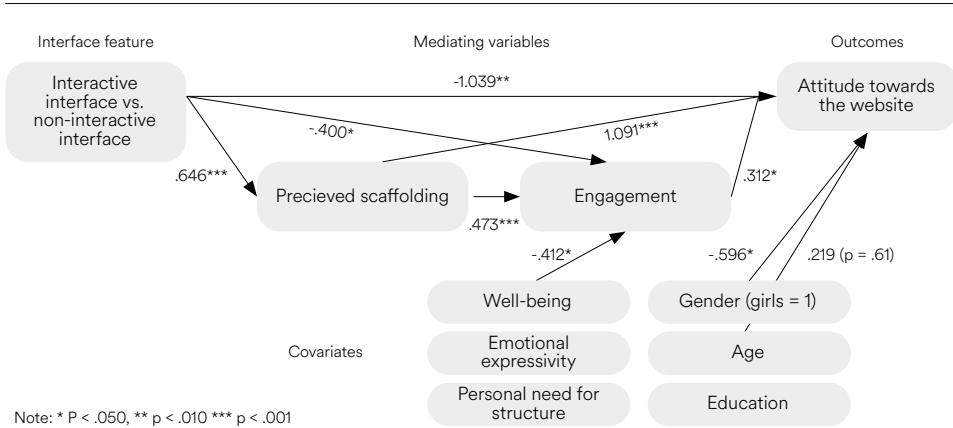 Interface feature
Mediating variables
Outcomes
Interactive
interface vs.
non-interactive
interface
-1.039**
Attitude towards
the website
-.400*
1.091***
.646***
.312*
Precieved scaffolding
Engagement
.473***
-.412*
-.596*
.219 (p = .61)
Well-being
Gender (girls = 1)
Covariates
Emotional
expressivity
Age
Personal need for
structure
Education
Note: * P < .050, ** p < .010 *** p < .001